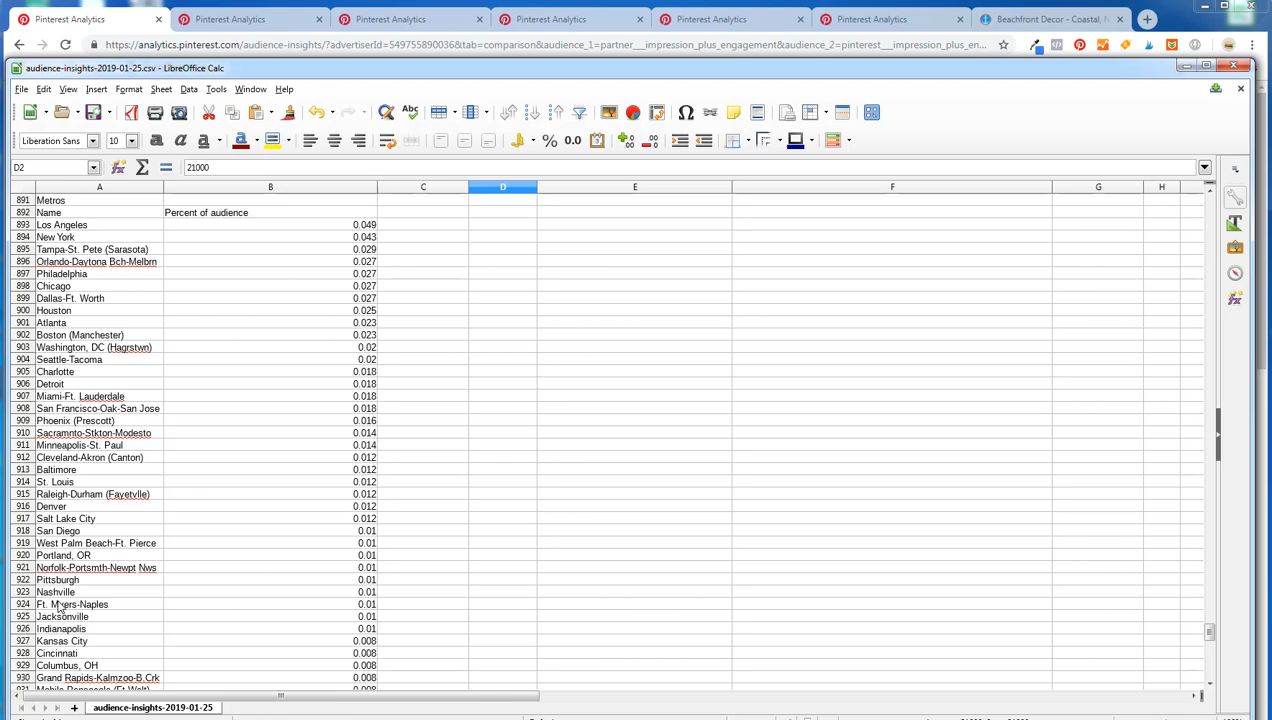 Pinterest Analytics
Pinterest Analytics
Pinterest Analytics
Pinterest Analytics
Pinterest Analytics
Pinterest Analytics
Beachfront Decor - Coastal, N
https://analytics.pinterest.com/audience-insights/?advertiserId=549755890036&tab=comparison&audience_1=partner__impression_plus_engagement&audience_2=pinterest__impression_plus_en...
audience-insights-2019-01-25.csv - LibreOffice Calc
File Edit View Insert Format Sheet Data Tools Window Help
Liberation Sans 10
D2 21000
A B C D E F G H
891 Metros
892 Name Percent of audience
893 Los Angeles 0.049
894 New York 0.043
895 Tampa-St. Pete (Sarasota) 0.029
896 Orlando-Daytona Bch-Melbrn 0.027
897 Philadelphia 0.027
898 Chicago 0.027
899 Dallas-Ft. Worth 0.027
900 Houston 0.025
901 Atlanta 0.023
902 Boston (Manchester) 0.023
903 Washington, DC (Hagrstwn) 0.02
904 Seattle-Tacoma 0.02
905 Charlotte 0.018
906 Detroit 0.018
907 Miami-Ft. Lauderdale 0.018
908 San Francisco-Oak-San Jose 0.018
909 Phoenix (Prescott) 0.016
910 Sacramnto-Stkton-Modesto 0.014
911 Minneapolis-St. Paul 0.014
912 Cleveland-Akron (Canton) 0.012
913 Baltimore 0.012
914 St. Louis 0.012
915 Raleigh-Durham (Fayetvlle) 0.012
916 Denver 0.012
917 Salt Lake City 0.012
918 San Diego 0.01
919 West Palm Beach-Ft. Pierce 0.01
920 Portland, OR 0.01
921 Norfolk-Portsmth-Newpt Nws 0.01
922 Pittsburgh 0.01
923 Nashville 0.01
924 Ft. Myers-Naples 0.01
925 Jacksonville 0.01
926 Indianapolis 0.01
927 Kansas City 0.008
928 Cincinnati 0.008
929 Columbus, OH 0.008
930 Grand Rapids-Kalmzoo-B.Crk 0.008
audience-insights-2019-01-25